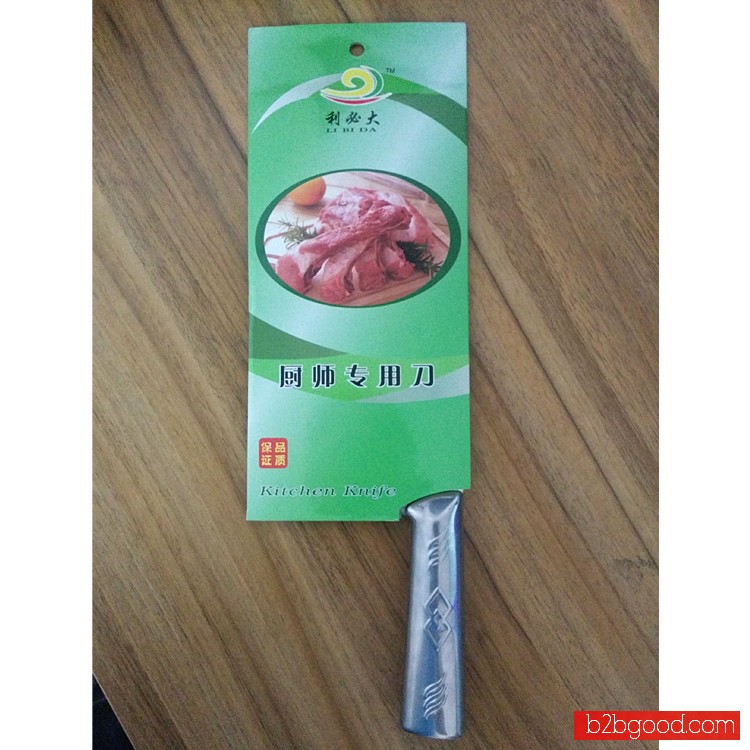 TM
利必大
LI BI DA
厨师专用刀
保品
证质
Kitchen Knife
b2bgood.com